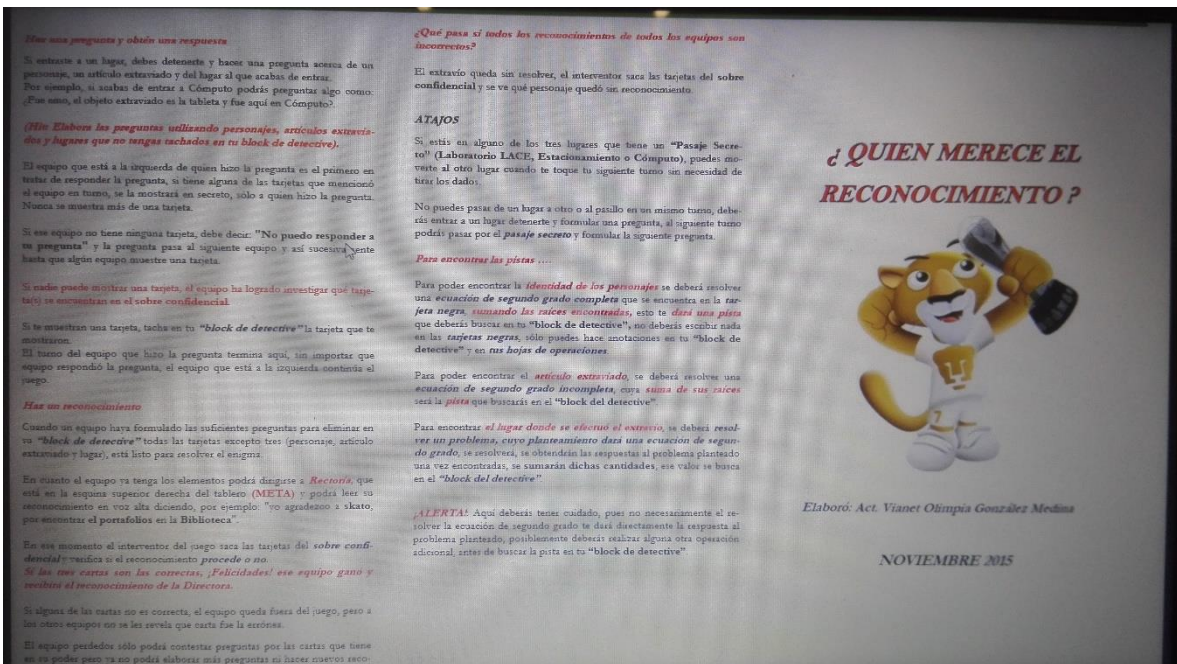 Haz una pregunta y obtén una respuesta
Si entraste a un lugar, debes detenerte y hacer una pregunta acerca de un
personaje, un artículo extraviado y del lugar al que acabas de entrar.
Por ejemplo, si acabas de entrar a Cómputo podrás preguntar algo como:
el objeto extraviado es la tableta y fue aquí en Cómputo?
(Hin: Elabora las preguntas utilizando personajes, artículos extravia-
dos y lugares que no tengas tachados en tu block de detective).
El equipo que está a la izquierda de quien hizo la pregunta es el primero en
tratar de responder la pregunta, si tiene alguna de las tarjetas que mencionó
el equipo en turno, se la mostrará en secreto, sólo a quien hizo la pregunta.
Nunca se muestra más de una tarjeta.
Si ese equipo no tiene ninguna tarjeta, debe decir: "No puedo responder a
tu pregunta" y la pregunta pasa al siguiente equipo y así sucesivamente
hasta que algún equipo muestre una tarjeta.
Si nadie puede mostrar una tarjeta, el equipo ha logrado investigar que tarje-
ta(s) se encuentran en el sobre confidencial.
Si te muestran una tarjeta, tacha en tu "block de detective" la tarjeta que te
mostraron.
El turno del equipo que hizo la pregunta termina aquí, sin importar que
equipo respondió la pregunta, el equipo que está a la izquierda continúa el
juego.
Haz un reconocimiento
Cuando un equipo haya formulado las suficientes preguntas para eliminar en
tu "block de detective" todas las tarjetas excepto tres (personaje, artículo
extraviado y lugar), está listo para resolver el enigma.
En cuanto el equipo ya tenga los elementos podrá dirigirse a Rectoría, que
está en la esquina superior derecha del tablero (META) y podrá leer su
reconocimiento en voz alta diciendo, por ejemplo: "yo agradezco a skato,
por encontrar el portafolios en la Biblioteca".
En ese momento el interventor del juego saca las tarjetas del sobre confi-
dencial y verifica si el reconocimiento procede o no.
Si las tres cartas son las correctas, ¡Felicidades! ese equipo gano y
recibirá el reconocimiento de la Directora.
Si alguna de las cartas no es correcta, el equipo queda fuera del juego, pero a
los otros equipos no se les revela que carta fue la errónea.
El equipo perdedor sólo podrá contestar preguntas por las cartas que tiene
en su poder pero ya no podrá elaborar más preguntas ni hacer nuevos reco-
¿Qué pasa si todos los reconocimientos de todos los equipos son
incorrectos?
El extravío queda sin resolver, el interventor saca las tarjetas del sobre
confidencial y se ve qué personaje quedó sin reconocimiento.
ATAJOS
Si estás en alguno de los tres lugares que tiene un "Pasaje Secre-
to" (Laboratorio LACE, Estacionamiento o Cómputo), puedes mo-
verte al otro lugar cuando te toque tu siguiente turno sin necesidad de
tirar los dados.
No puedes pasar de un lugar a otro o al pasillo en un mismo turno, debe-
rás entrar a un lugar detenerte y formular una pregunta, al siguiente turno
podrás pasar por el pasaje secreto y formular la siguiente pregunta.
Para encontrar las pistas ....
Para poder encontrar la identidad de los personajes se deberá resolver
una ecuación de segundo grado completa que se encuentra en la tar-
jeta negra, sumando las raíces encontradas, esto te dará una pista
que deberás buscar en tu "block de detective", no deberás escribir nada
en las tarjetas negras, sólo puedes hace anotaciones en tu "block de
detective" y en tus hojas de operaciones.
Para poder encontrar el artículo extraviado, se deberá resolver una
ecuación de segundo grado incompleta, cuya suma de sus raíces
será la pista que buscarás en el "block del detective".
Para encontrar el lugar donde se efectuó el extravío, se deberá resol-
ver un problema, cuyo planteamiento dará una ecuación de segun-
do grado, se resolverá, se obtendrán las respuestas al problema planteado
una vez encontradas, se sumarán dichas cantidades, ese valor se busca
en el "block del detective".
¡ALERTA! Aquí deberás tener cuidado, pues no necesariamente el re-
solver la ecuación de segundo grado te dará directamente la respuesta al
problema planteado, posiblemente deberás realizar alguna otra operación
adicional, antes de buscar la pista en tu "block de detective"
¿ QUIEN MERECE EL
RECONOCIMIENTO ?
7
Elaboró: Act. Vianet Olimpia González Medina
NOVIEMBRE 2015